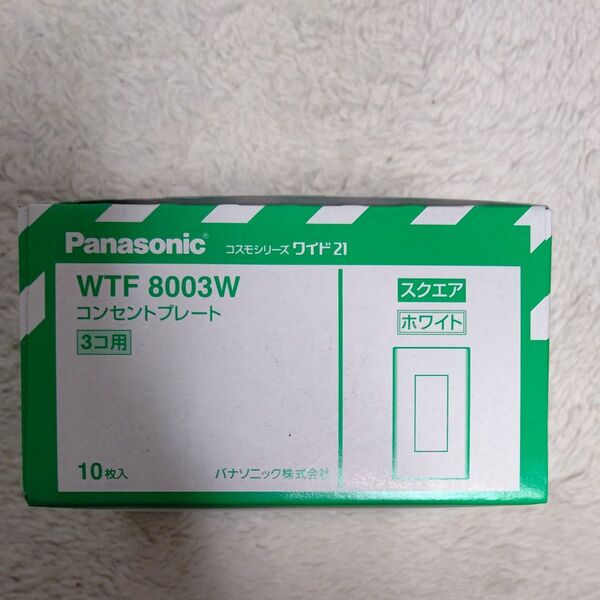 Panasonic® コスモシリーズ ワイド21
WTF 8003W
コンセントプレート
3コ用
スクエア
ホワイト
10枚入
パナソニック株式会社